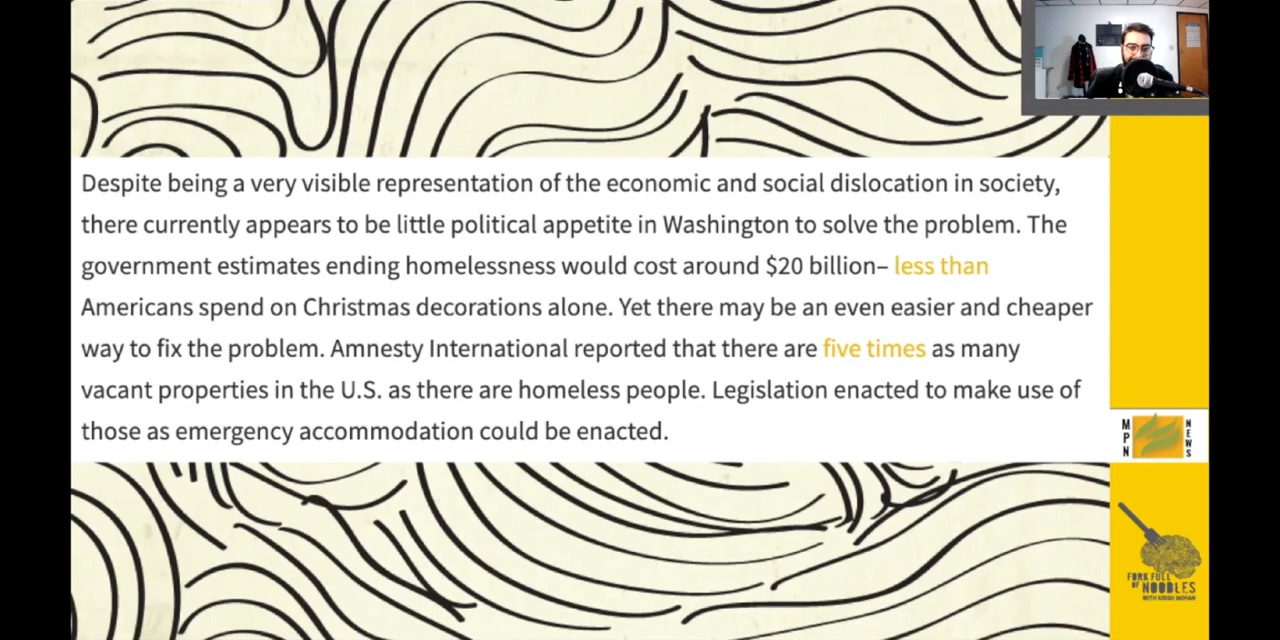 Despite being a very visible representation of the economic and social dislocation in society,
there currently appears to be little political appetite in Washington to solve the problem. The
government estimates ending homelessness would cost around $20 billion– less than
Americans spend on Christmas decorations alone. Yet there may be an even easier and cheaper
way to fix the problem. Amnesty International reported that there are five times as many
vacant properties in the U.S. as there are homeless people. Legislation enacted to make use of
those as emergency accommodation could be enacted.
MPN
NEWS
FORK FULL
OF NOODLES
WITH KRISH MOHAN